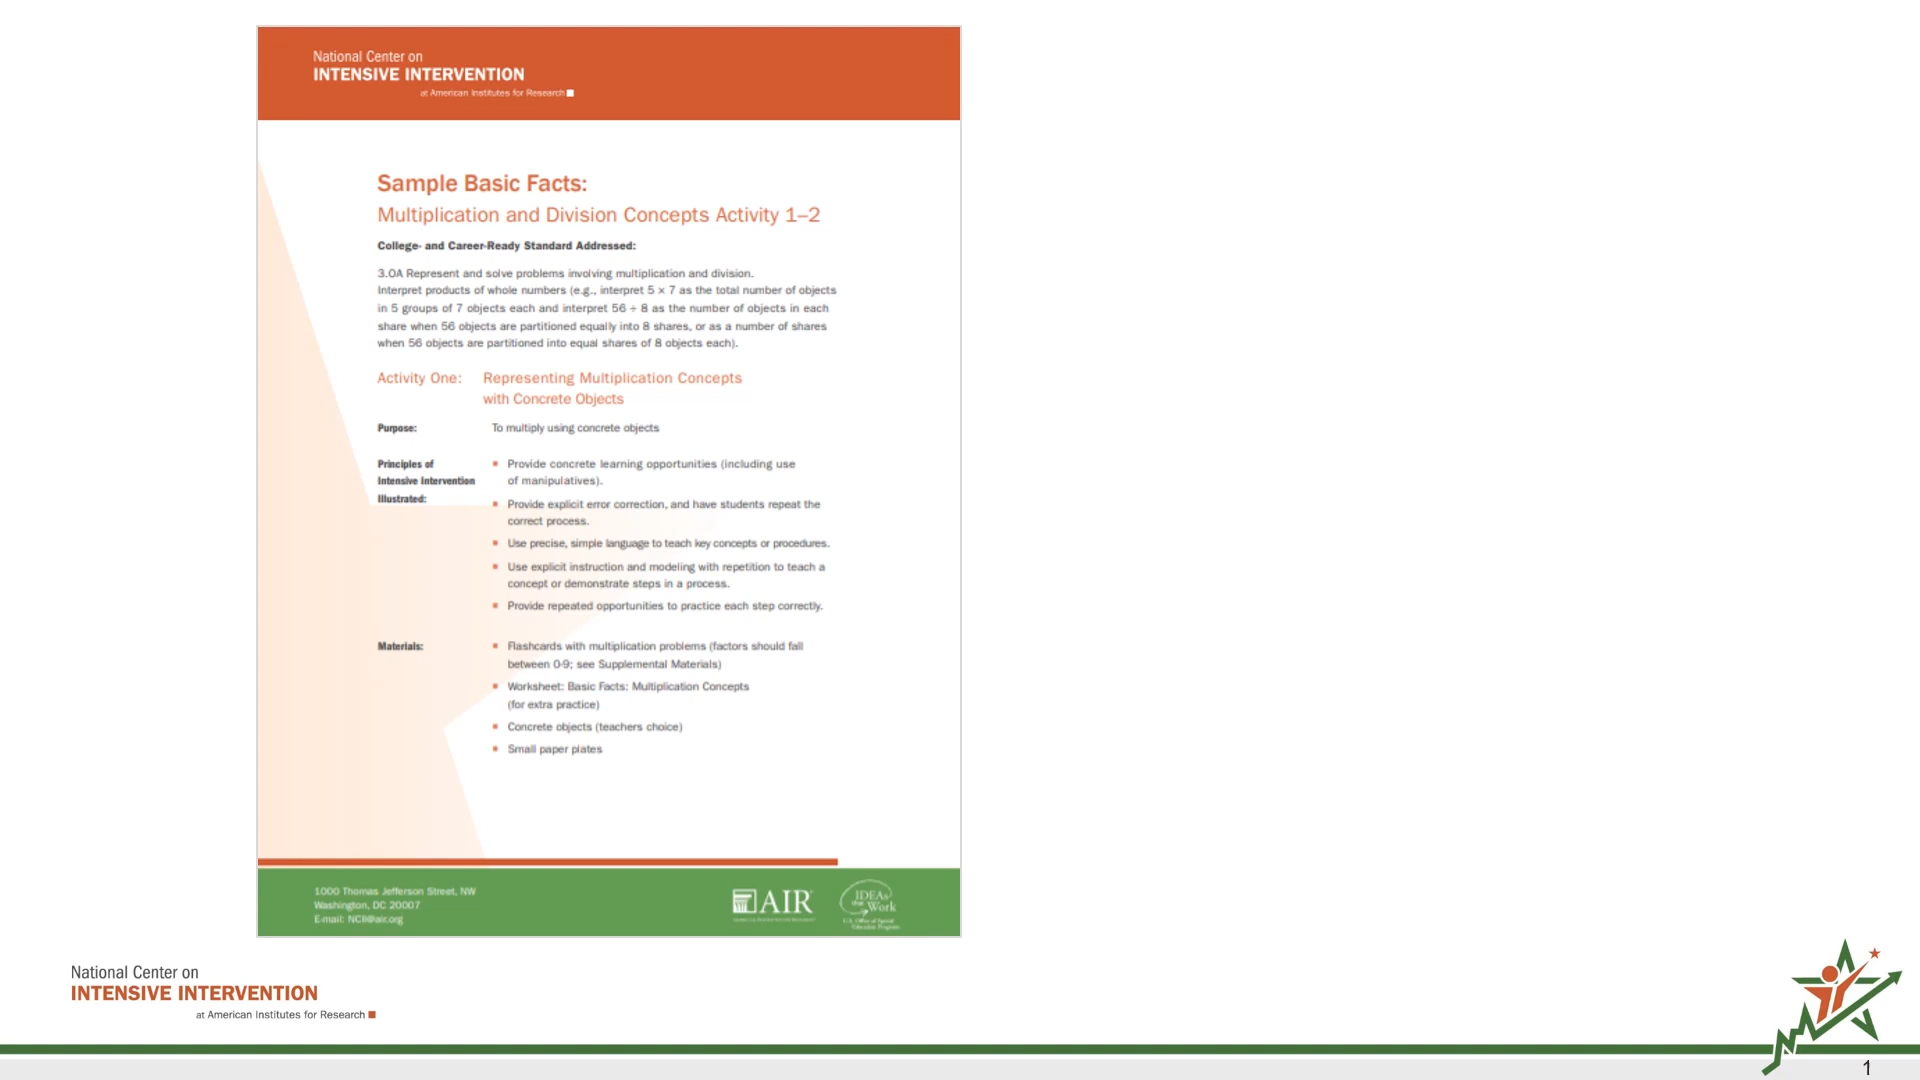 National Center on
INTENSIVE INTERVENTION
at American Institutes for Research
Sample Basic Facts:
Multiplication and Division Concepts Activity 1–2
College- and Career-Ready Standard Addressed:
3.OA Represent and solve problems involving multiplication and division.
Interpret products of whole numbers (e.g., interpret 5 × 7 as the total number of objects
in 5 groups of 7 objects each and interpret 56 ÷ 8 as the number of objects in each
share when 56 objects are partitioned equally into 8 shares, or as a number of shares
when 56 objects are partitioned into equal shares of 8 objects each).
Activity One: Representing Multiplication Concepts
with Concrete Objects
Purpose: To multiply using concrete objects
Principles of
Intensive Intervention
Illustrated:
▪ Provide concrete learning opportunities (including use
of manipulatives).
▪ Provide explicit error correction, and have students repeat the
correct process.
▪ Use precise, simple language to teach key concepts or procedures.
▪ Use explicit instruction and modeling with repetition to teach a
concept or demonstrate steps in a process.
▪ Provide repeated opportunities to practice each step correctly.
Materials:
▪ Flashcards with multiplication problems (factors should fall
between 0-9; see Supplemental Materials)
▪ Worksheet: Basic Facts: Multiplication Concepts
(for extra practice)
▪ Concrete objects (teachers choice)
▪ Small paper plates
1000 Thomas Jefferson Street, NW
Washington, DC 20007
E-mail: NCII@air.org
AIR
IDEAs
that Work
U.S. Office of Special
Education Programs
National Center on
INTENSIVE INTERVENTION
at American Institutes for Research
1